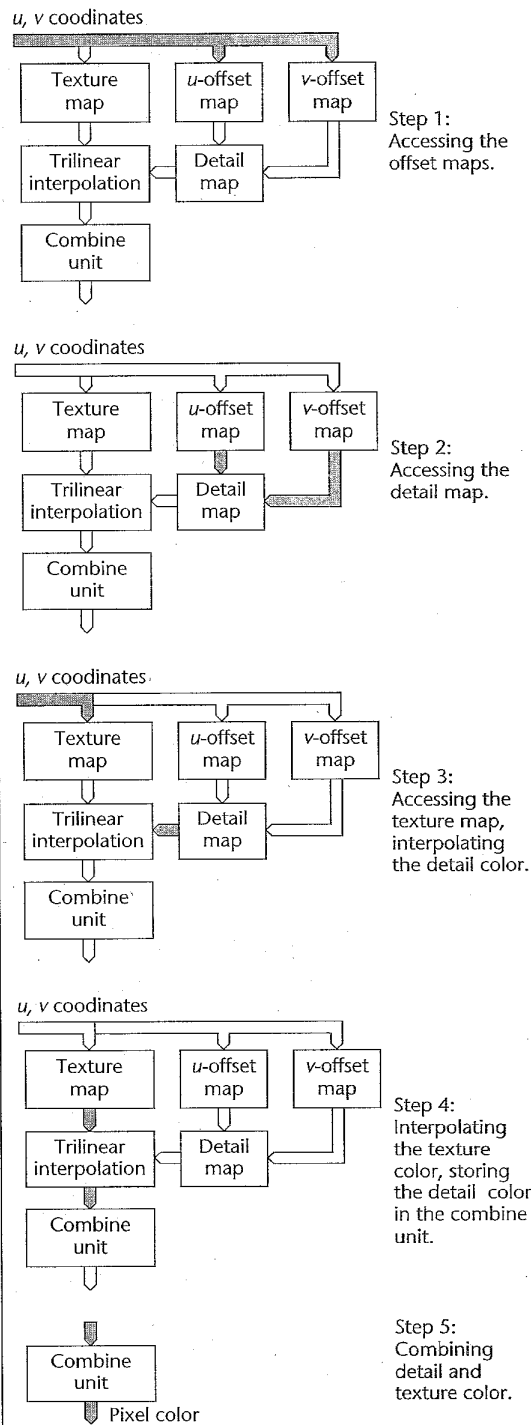 u, v coodinates
Texture map
u-offset map
v-offset map
Trilinear interpolation
Detail map
Combine unit
Step 1:
Accessing the
offset maps.
u, v coodinates
Texture map
u-offset map
v-offset map
Trilinear interpolation
Detail map
Combine unit
Step 2:
Accessing the
detail map.
u, v coodinates
Texture map
u-offset map
v-offset map
Trilinear interpolation
Detail map
Combine unit
Step 3:
Accessing the
texture map,
interpolating
the detail color.
u, v coodinates
Texture map
u-offset map
v-offset map
Trilinear interpolation
Detail map
Combine unit
Step 4:
Interpolating
the texture
color, storing
the detail color
in the combine
unit.
Combine unit
Pixel color
Step 5:
Combining
detail and
texture color.